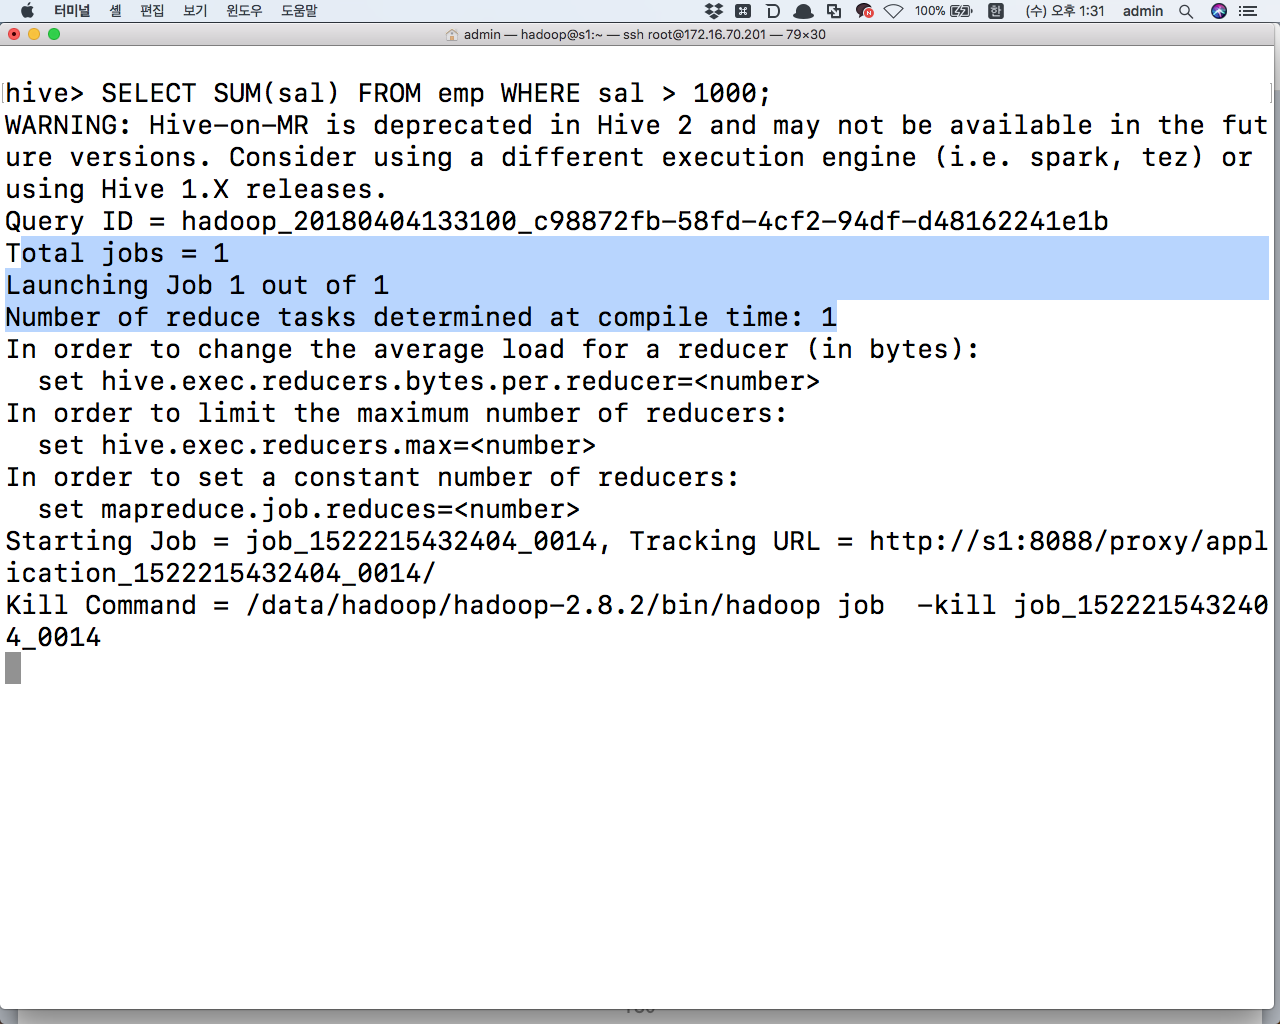 터미널 셸 편집 보기 윈도우 도움말 100% 한 (수) 오후 1:31 admin
admin — hadoop@s1:~ — ssh root@172.16.70.201 — 79×30
hive> SELECT SUM(sal) FROM emp WHERE sal > 1000;
WARNING: Hive-on-MR is deprecated in Hive 2 and may not be available in the fut
ure versions. Consider using a different execution engine (i.e. spark, tez) or
using Hive 1.X releases.
Query ID = hadoop_20180404133100_c98872fb-58fd-4cf2-94df-d48162241e1b
Total jobs = 1
Launching Job 1 out of 1
Number of reduce tasks determined at compile time: 1
In order to change the average load for a reducer (in bytes):
  set hive.exec.reducers.bytes.per.reducer=<number>
In order to limit the maximum number of reducers:
  set hive.exec.reducers.max=<number>
In order to set a constant number of reducers:
  set mapreduce.job.reduces=<number>
Starting Job = job_1522215432404_0014, Tracking URL = http://s1:8088/proxy/appl
ication_1522215432404_0014/
Kill Command = /data/hadoop/hadoop-2.8.2/bin/hadoop job  -kill job_152221543240
4_0014